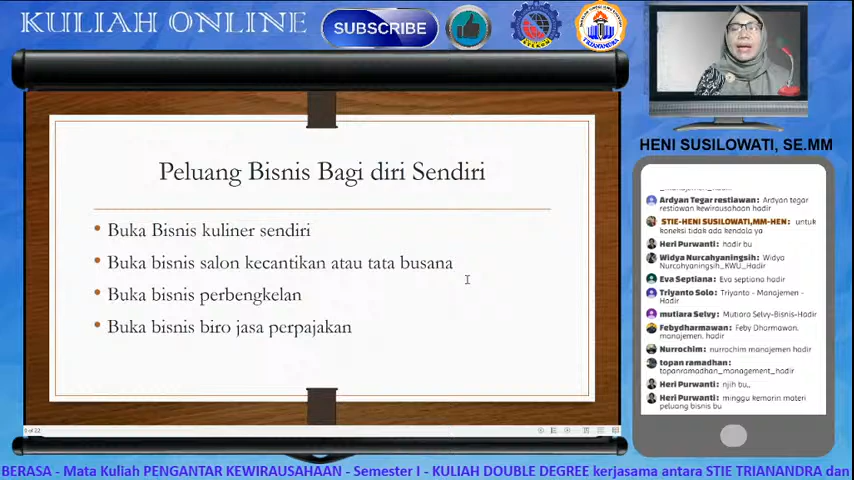 KULIAH ONLINE
SUBSCRIBE
TRIANANDRA
HENI SUSILOWATI, SE.MM
Peluang Bisnis Bagi diri Sendiri
• Buka Bisnis kuliner sendiri
• Buka bisnis salon kecantikan atau tata busana
• Buka bisnis perbengkelan
• Buka bisnis biro jasa perpajakan
Ardyan Tegar restiawan: Ardyan tegar
restiawan kewirausahaan hadir
STIE-HENI SUSILOWATI,MM-HEN: untuk
koneksi tidak ada kendala ya
Heri Purwanti: hadir bu
Widya Nurcahyaningsih: Widya
Nurcahyaningsih_KWU_Hadir
Eva Septiana: Eva septiana hadir
Triyanto Solo: Triyanto - Manajemen -
Hadir
mutiara Selvy: Mutiara Selvy-Bisnis-Hadir
Febydharmawan: Feby Dharmawan,
manajemen, hadir
Nurrochim: nurrochim manajemen hadir
topan ramadhan:
topanramadhan_management_hadir
Heri Purwanti: njih bu,,
Heri Purwanti: minggu kemarin materi
peluang bisnis bu
BERASA - Mata Kuliah PENGANTAR KEWIRAUSAHAAN - Semester I - KULIAH DOUBLE DEGREE kerjasama antara STIE TRIANANDRA dan